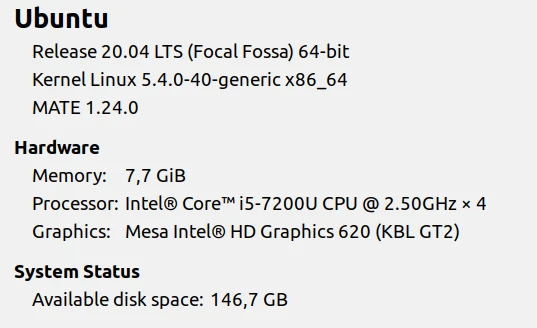 Ubuntu
Release 20.04 LTS (Focal Fossa) 64-bit
Kernel Linux 5.4.0-40-generic x86_64
MATE 1.24.0
Hardware
Memory: 7,7 GiB
Processor: Intel® Core™ i5-7200U CPU @ 2.50GHz × 4
Graphics: Mesa Intel® HD Graphics 620 (KBL GT2)
System Status
Available disk space: 146,7 GB